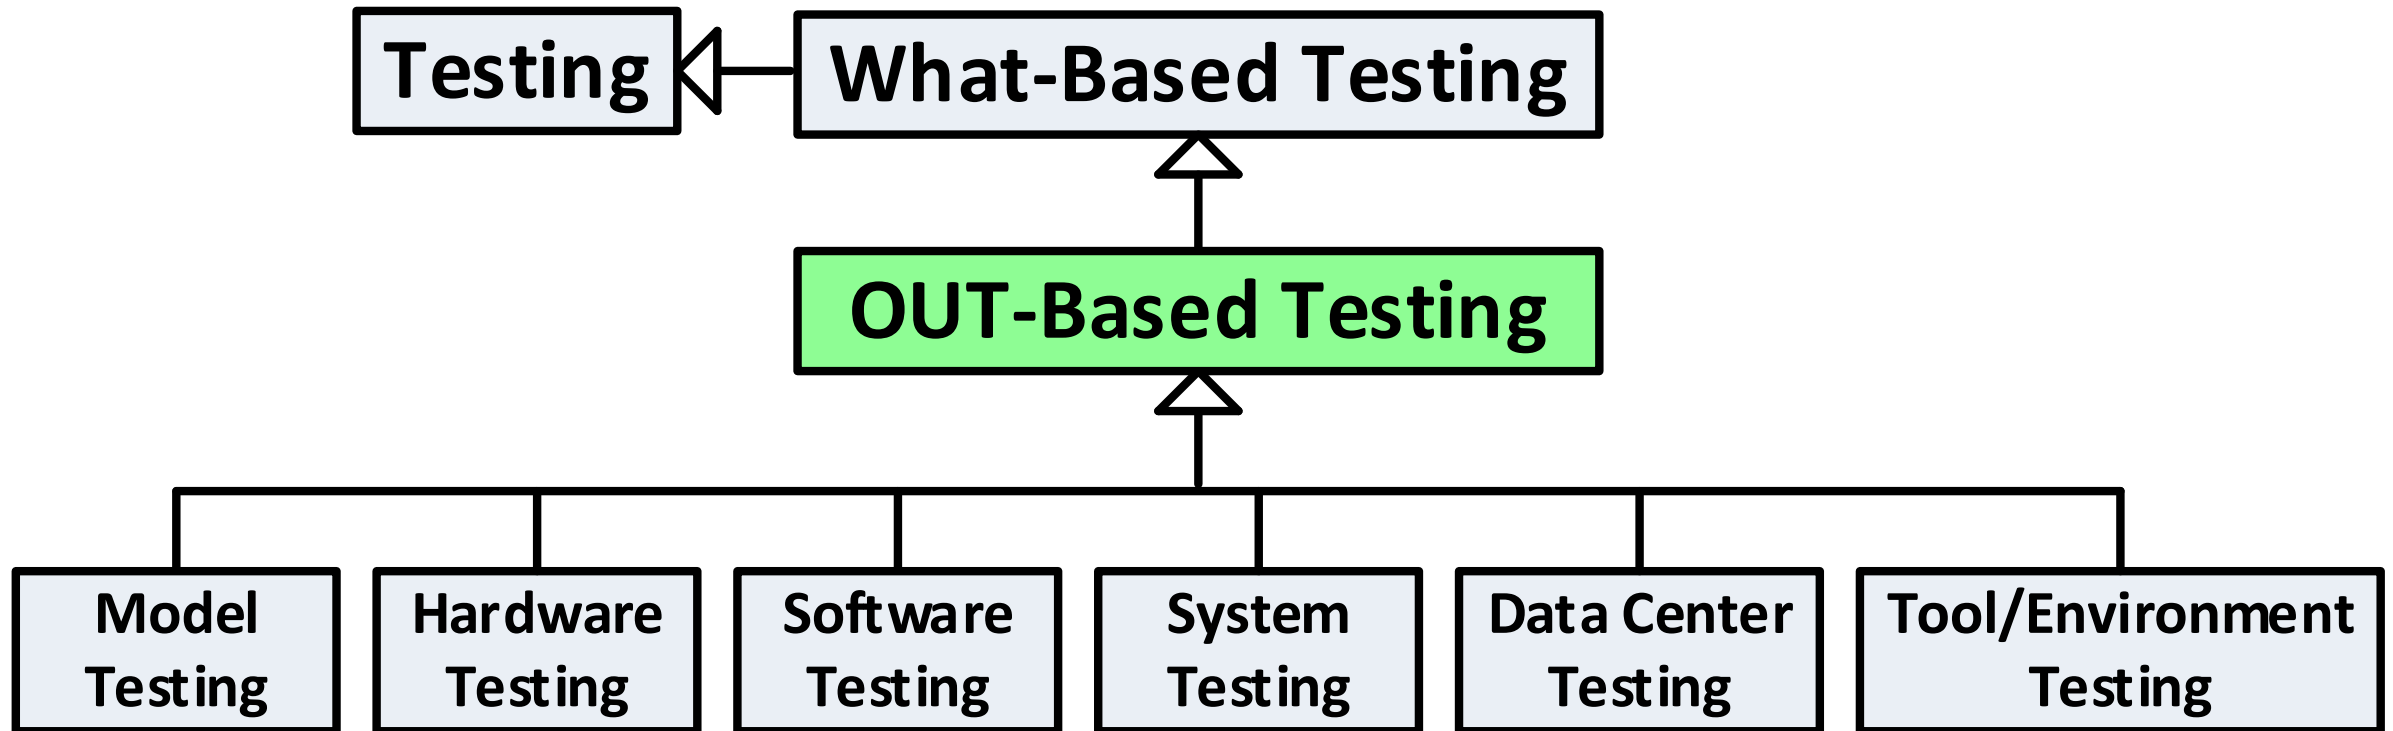 Testing
What-Based Testing
OUT-Based Testing
Model
Testing
Hardware
Testing
Software
Testing
System
Testing
Data Center
Testing
Tool/Environment
Testing